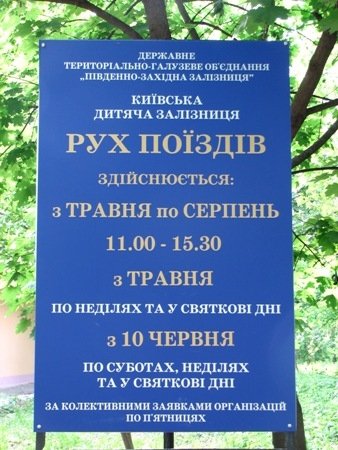 ДЕРЖАВНЕ
ТЕРИТОРІАЛЬНО-ГАЛУЗЕВЕ ОБ'ЄДНАННЯ
„ПІВДЕННО-ЗАХІДНА ЗАЛІЗНИЦЯ"
КИЇВСЬКА
ДИТЯЧА ЗАЛІЗНИЦЯ
РУХ ПОЇЗДІВ
ЗДІЙСНЮЄТЬСЯ:
з ТРАВНЯ по СЕРПЕНЬ
11.00 - 15.30
з ТРАВНЯ
ПО НЕДІЛЯХ ТА У СВЯТКОВІ ДНІ
з 10 ЧЕРВНЯ
ПО СУБОТАХ, НЕДІЛЯХ
ТА У СВЯТКОВІ ДНІ
ЗА КОЛЕКТИВНИМИ ЗАЯВКАМИ ОРГАНІЗАЦІЙ
ПО П'ЯТНИЦЯХ